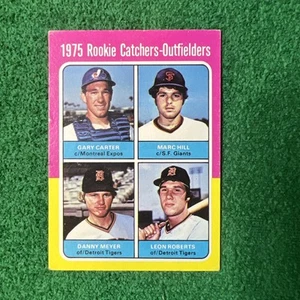 1975 Rookie Catchers-Outfielders
GARY CARTER
c/Montreal Expos
MARC HILL
c/S.F. Giants
DANNY MEYER
of/Detroit Tigers
LEON ROBERTS
of/Detroit Tigers